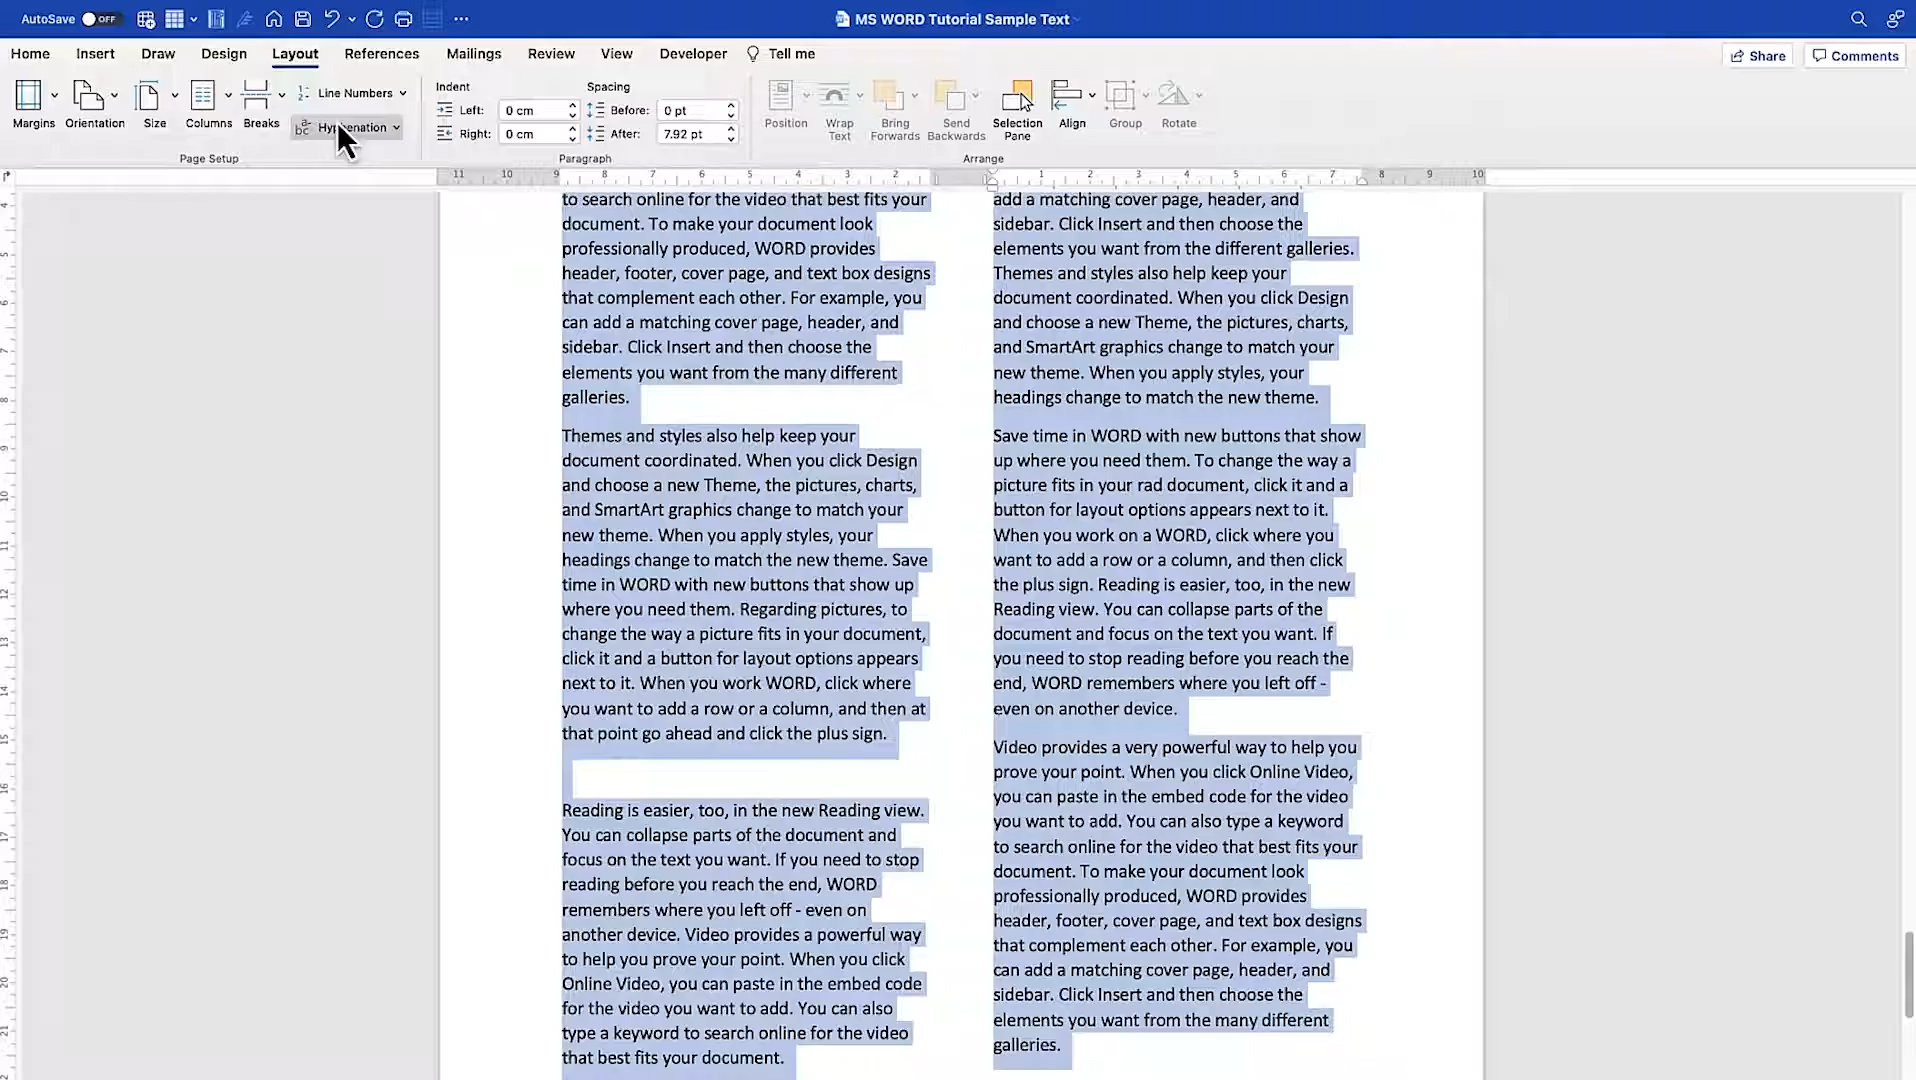 AutoSave OFF
MS WORD Tutorial Sample Text
Home Insert Draw Design Layout References Mailings Review View Developer Tell me
Share Comments
Margins Orientation Size Columns Breaks
Line Numbers
Hyphenation
Page Setup
Indent Spacing
Left: 0 cm Before: 0 pt
Right: 0 cm After: 7.92 pt
Paragraph
Position Wrap Text Bring Forwards Send Backwards Selection Pane Align Group Rotate
Arrange
11 10 9 8 7 6 5 4 3 2 1 2 3 4 5 6 7 8 9 10
to search online for the video that best fits your
document. To make your document look
professionally produced, WORD provides
header, footer, cover page, and text box designs
that complement each other. For example, you
can add a matching cover page, header, and
sidebar. Click Insert and then choose the
elements you want from the many different
galleries.
Themes and styles also help keep your
document coordinated. When you click Design
and choose a new Theme, the pictures, charts,
and SmartArt graphics change to match your
new theme. When you apply styles, your
headings change to match the new theme. Save
time in WORD with new buttons that show up
where you need them. Regarding pictures, to
change the way a picture fits in your document,
click it and a button for layout options appears
next to it. When you work WORD, click where
you want to add a row or a column, and then at
that point go ahead and click the plus sign.
Reading is easier, too, in the new Reading view.
You can collapse parts of the document and
focus on the text you want. If you need to stop
reading before you reach the end, WORD
remembers where you left off - even on
another device. Video provides a powerful way
to help you prove your point. When you click
Online Video, you can paste in the embed code
for the video you want to add. You can also
type a keyword to search online for the video
that best fits your document.
add a matching cover page, header, and
sidebar. Click Insert and then choose the
elements you want from the different galleries.
Themes and styles also help keep your
document coordinated. When you click Design
and choose a new Theme, the pictures, charts,
and SmartArt graphics change to match your
new theme. When you apply styles, your
headings change to match the new theme.
Save time in WORD with new buttons that show
up where you need them. To change the way a
picture fits in your rad document, click it and a
button for layout options appears next to it.
When you work on a WORD, click where you
want to add a row or a column, and then click
the plus sign. Reading is easier, too, in the new
Reading view. You can collapse parts of the
document and focus on the text you want. If
you need to stop reading before you reach the
end, WORD remembers where you left off -
even on another device.
Video provides a very powerful way to help you
prove your point. When you click Online Video,
you can paste in the embed code for the video
you want to add. You can also type a keyword
to search online for the video that best fits your
document. To make your document look
professionally produced, WORD provides
header, footer, cover page, and text box designs
that complement each other. For example, you
can add a matching cover page, header, and
sidebar. Click Insert and then choose the
elements you want from the many different
galleries.